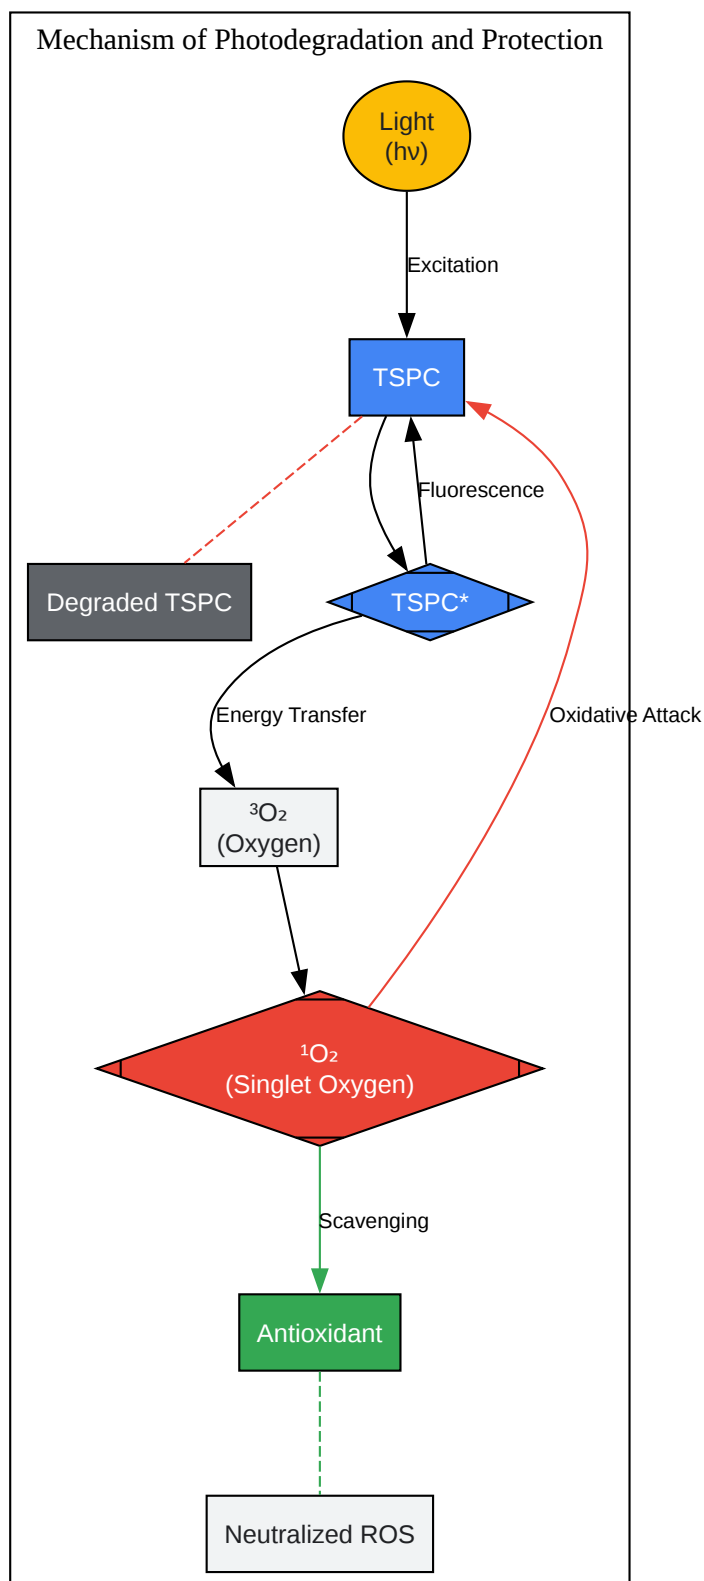 Mechanism of Photodegradation and Protection
Light
(hν)
Excitation
TSPC
Fluorescence
Degraded TSPC
TSPC*
Energy Transfer
Oxidative Attack
³O₂
(Oxygen)
¹O₂
(Singlet Oxygen)
Scavenging
Antioxidant
Neutralized ROS